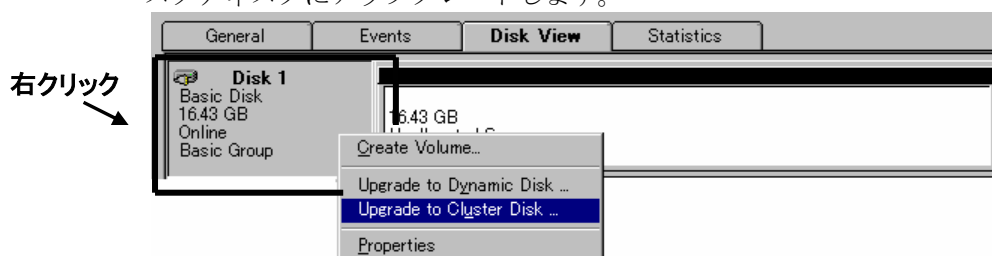 General Events Disk View Statistics
右クリック
Disk 1
Basic Disk
16.43 GB
Online
Basic Group
16.43 GB
Create Volume...
Upgrade to Dynamic Disk ...
Upgrade to Cluster Disk ...
Properties